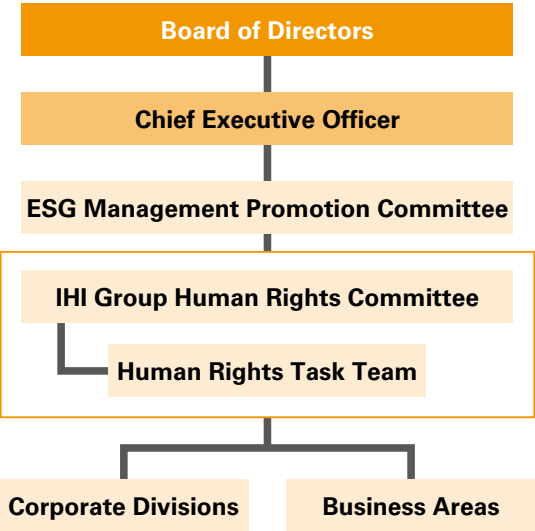 Board of Directors
Chief Executive Officer
ESG Management Promotion Committee
IHI Group Human Rights Committee
Human Rights Task Team
Corporate Divisions
Business Areas